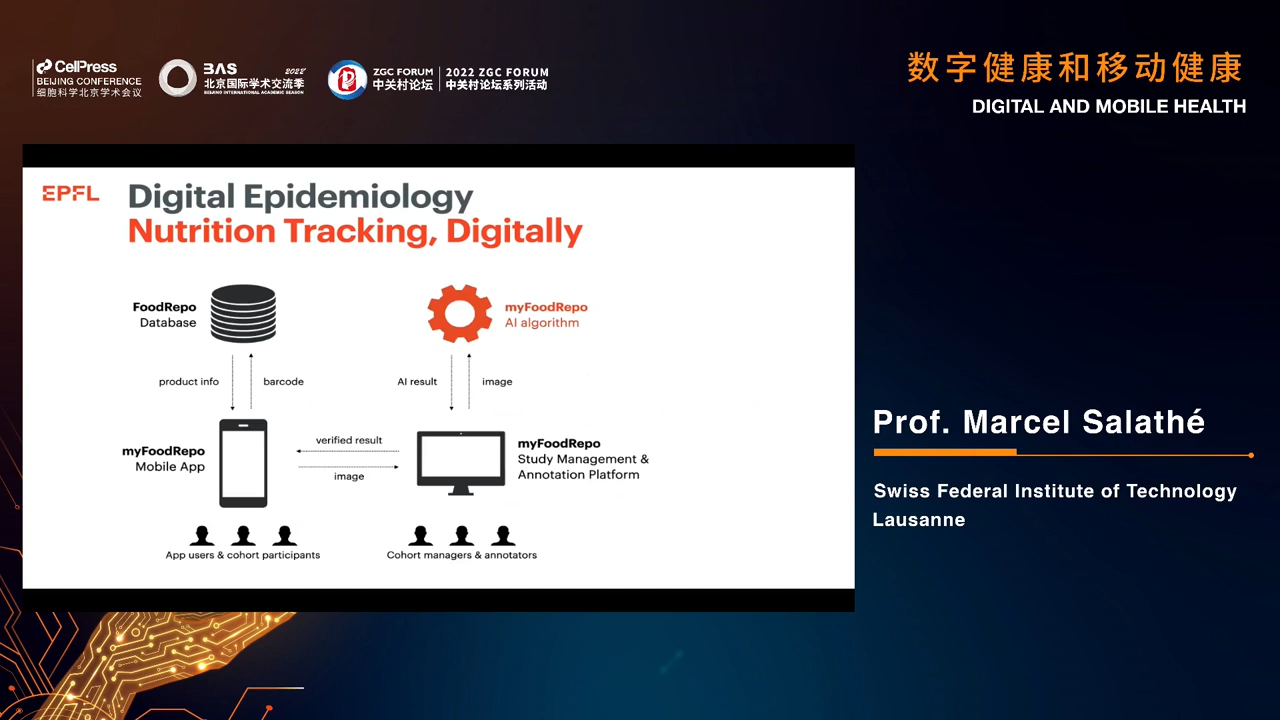 CellPress
BEIJING CONFERENCE
细胞科学北京学术会议
BAS 2022
北京国际学术交流季
BEIJING INTERNATIONAL ACADEMIC SEASON
ZGC FORUM
中关村论坛
2022 ZGC FORUM
中关村论坛系列活动
数字健康和移动健康
DIGITAL AND MOBILE HEALTH
EPFL
Digital Epidemiology
Nutrition Tracking, Digitally
FoodRepo
Database
myFoodRepo
AI algorithm
product info
barcode
AI result
image
myFoodRepo
Mobile App
verified result
image
myFoodRepo
Study Management &
Annotation Platform
App users & cohort participants
Cohort managers & annotators
Prof. Marcel Salathé
Swiss Federal Institute of Technology
Lausanne